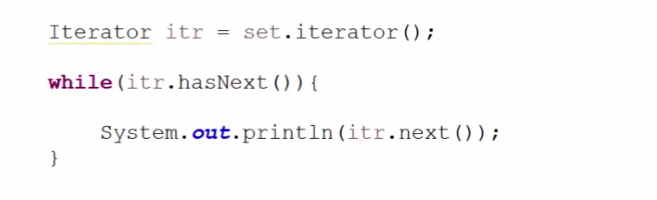 Iterator itr = set.iterator();
while(itr.hasNext()){
System.out.println(itr.next());
}